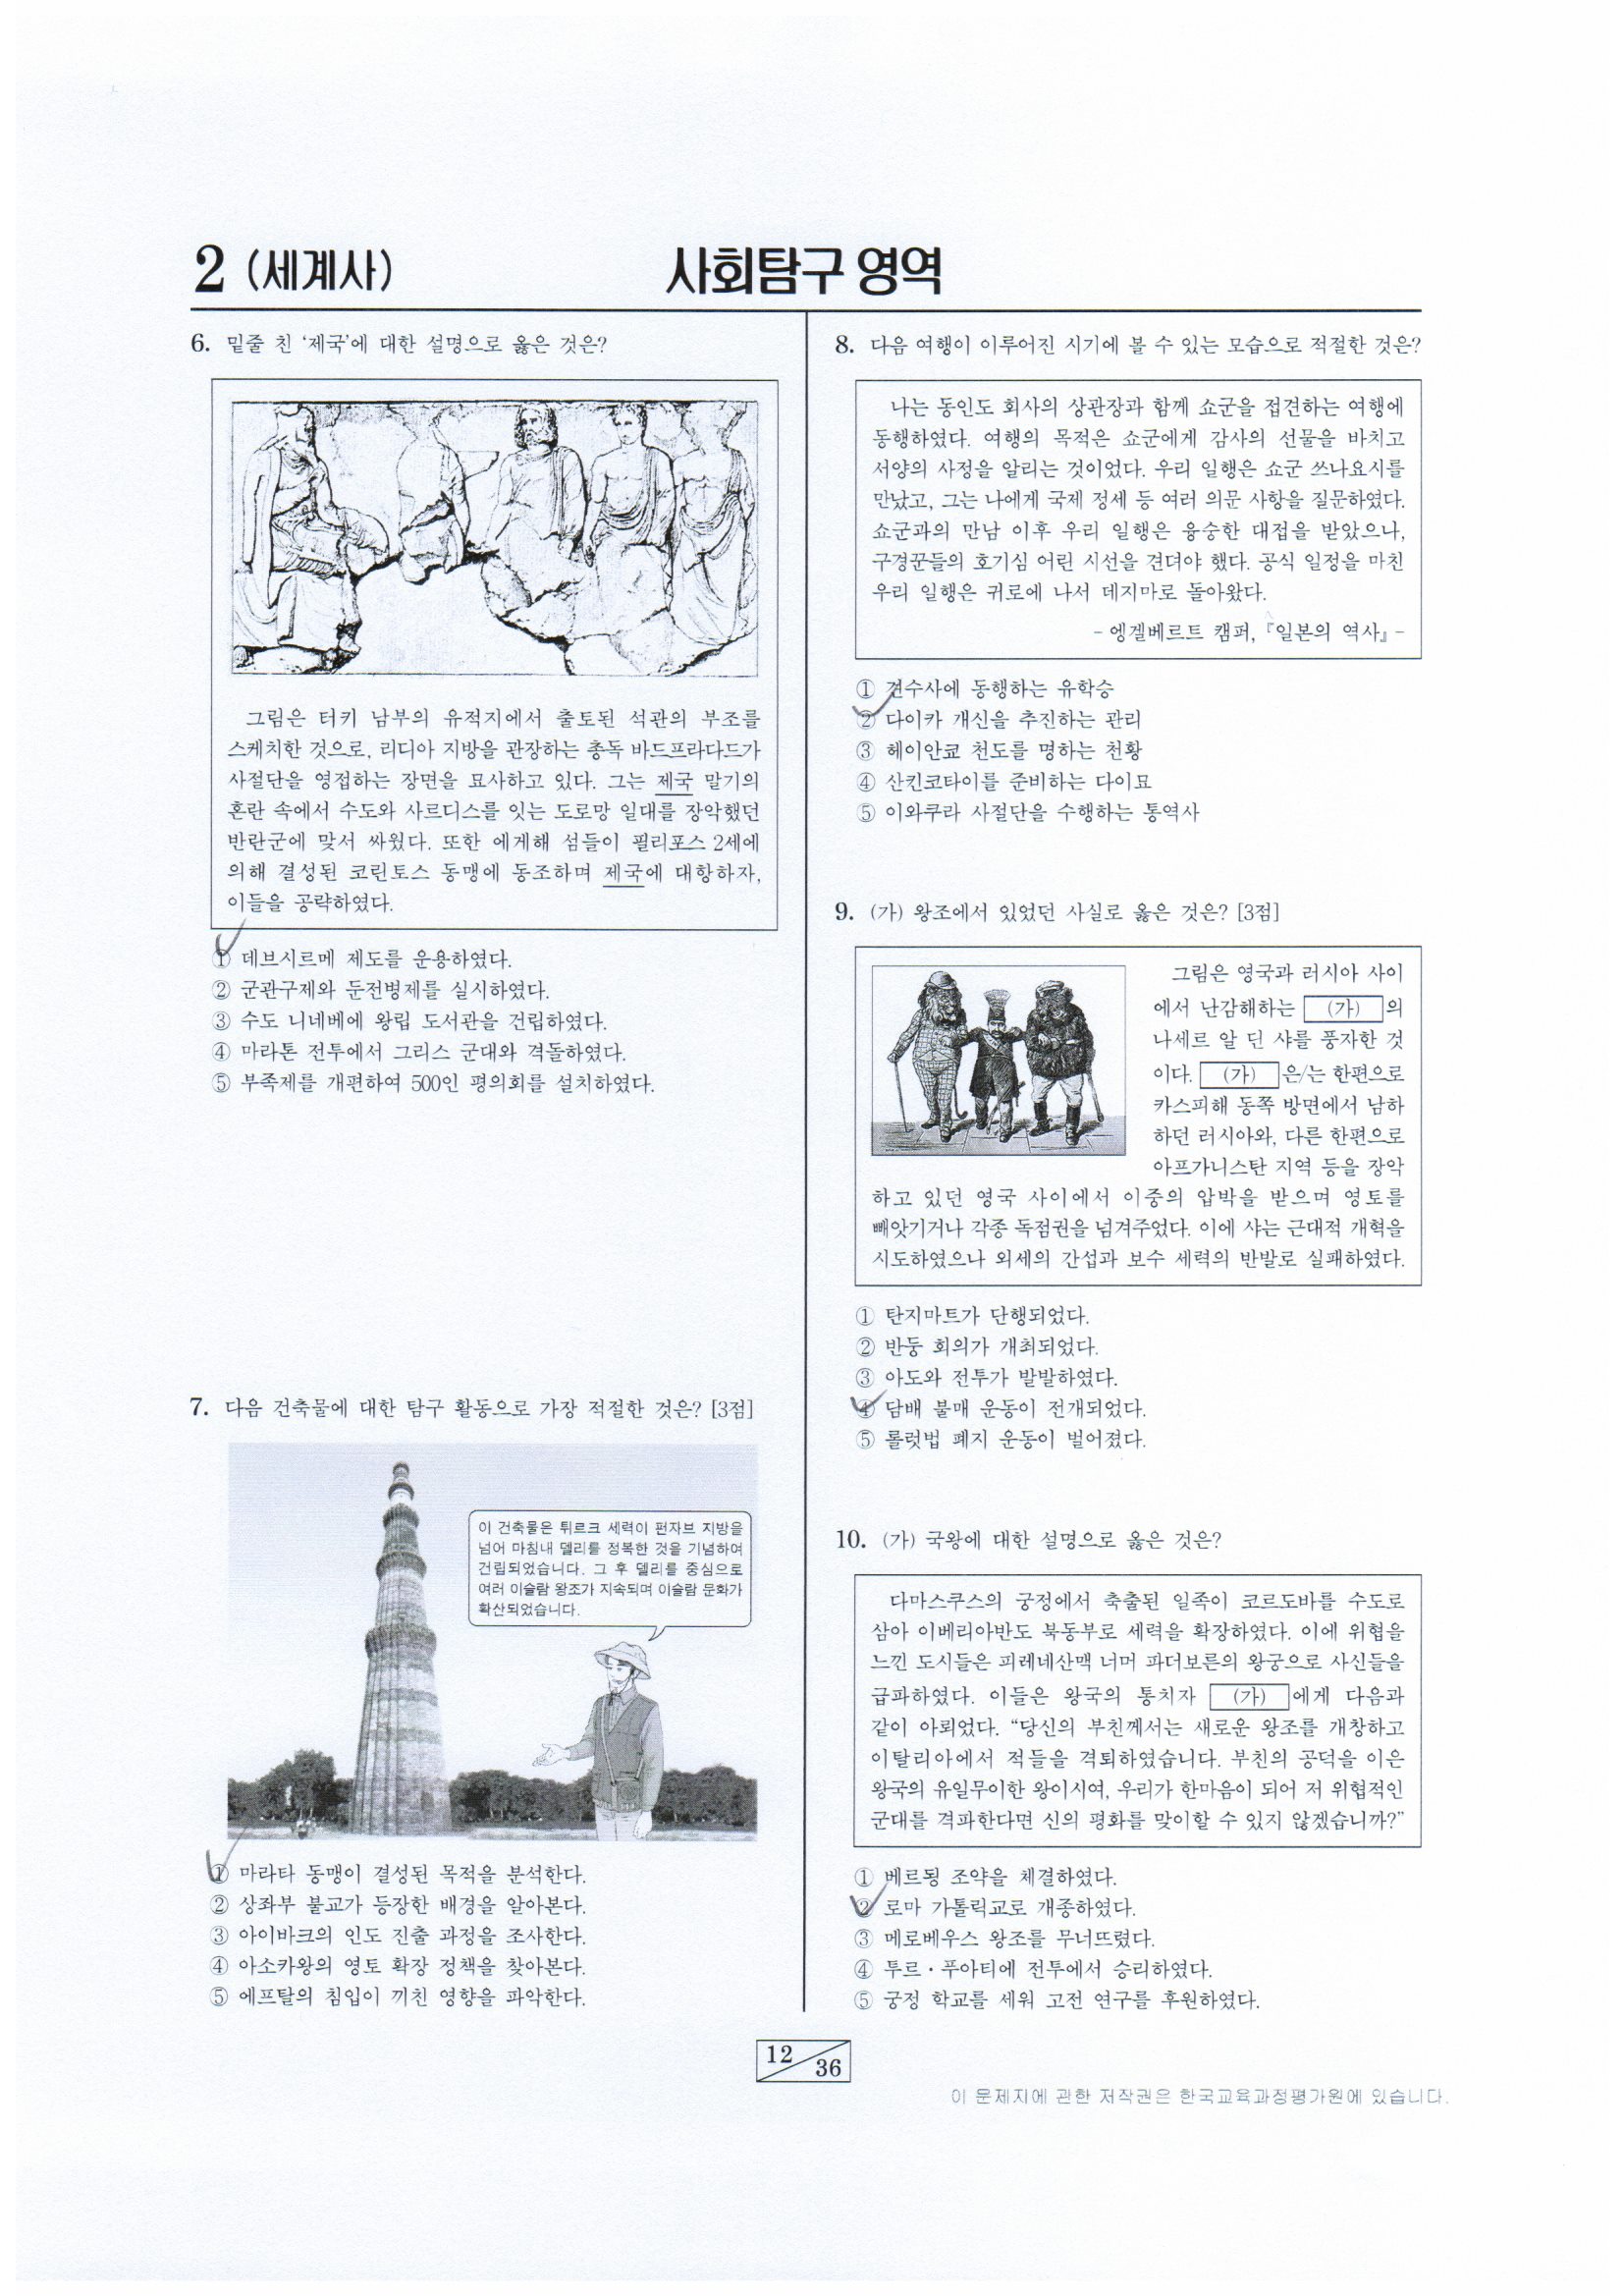 2 (세계사)
사회탐구 영역
6. 밑줄 친 ‘제국’에 대한 설명으로 옳은 것은?
그림은 터키 남부의 유적지에서 출토된 석관의 부조를
스케치한 것으로, 리디아 지방을 관장하는 총독 바드프라다드가
사절단을 영접하는 장면을 묘사하고 있다. 그는 제국 말기의
혼란 속에서 수도와 사르디스를 잇는 도로망 일대를 장악했던
반란군에 맞서 싸웠다. 또한 에게해 섬들이 필리포스 2세에
의해 결성된 코린토스 동맹에 동조하며 제국에 대항하자,
이들을 공략하였다.
① 데브시르메 제도를 운용하였다.
② 군관구제와 둔전병제를 실시하였다.
③ 수도 니네베에 왕립 도서관을 건립하였다.
④ 마라톤 전투에서 그리스 군대와 격돌하였다.
⑤ 부족제를 개편하여 500인 평의회를 설치하였다.
7. 다음 건축물에 대한 탐구 활동으로 가장 적절한 것은? [3점]
이 건축물은 튀르크 세력이 펀자브 지방을
넘어 마침내 델리를 정복한 것을 기념하여
건립되었습니다. 그 후 델리를 중심으로
여러 이슬람 왕조가 지속되며 이슬람 문화가
확산되었습니다.
① 마라타 동맹이 결성된 목적을 분석한다.
② 상좌부 불교가 등장한 배경을 알아본다.
③ 아이바크의 인도 진출 과정을 조사한다.
④ 아소카왕의 영토 확장 정책을 찾아본다.
⑤ 에프탈의 침입이 끼친 영향을 파악한다.
8. 다음 여행이 이루어진 시기에 볼 수 있는 모습으로 적절한 것은?
나는 동인도 회사의 상관장과 함께 쇼군을 접견하는 여행에
동행하였다. 여행의 목적은 쇼군에게 감사의 선물을 바치고
서양의 사정을 알리는 것이었다. 우리 일행은 쇼군 쓰나요시를
만났고, 그는 나에게 국제 정세 등 여러 의문 사항을 질문하였다.
쇼군과의 만남 이후 우리 일행은 융숭한 대접을 받았으나,
구경꾼들의 호기심 어린 시선을 견뎌야 했다. 공식 일정을 마친
우리 일행은 귀로에 나서 데지마로 돌아왔다.
- 엥겔베르트 캠퍼, 『일본의 역사』 -
① 견수사에 동행하는 유학승
② 다이카 개신을 추진하는 관리
③ 헤이안쿄 천도를 명하는 천황
④ 산킨코타이를 준비하는 다이묘
⑤ 이와쿠라 사절단을 수행하는 통역사
9. (가) 왕조에서 있었던 사실로 옳은 것은? [3점]
그림은 영국과 러시아 사이
에서 난감해하는 (가) 의
나세르 알 딘 샤를 풍자한 것
이다. (가) 은/는 한편으로
카스피해 동쪽 방면에서 남하
하던 러시아와, 다른 한편으로
아프가니스탄 지역 등을 장악
하고 있던 영국 사이에서 이중의 압박을 받으며 영토를
빼앗기거나 각종 독점권을 넘겨주었다. 이에 샤는 근대적 개혁을
시도하였으나 외세의 간섭과 보수 세력의 반발로 실패하였다.
① 탄지마트가 단행되었다.
② 반둥 회의가 개최되었다.
③ 아도와 전투가 발발하였다.
④ 담배 불매 운동이 전개되었다.
⑤ 롤럿법 폐지 운동이 벌어졌다.
10. (가) 국왕에 대한 설명으로 옳은 것은?
다마스쿠스의 궁정에서 축출된 일족이 코르도바를 수도로
삼아 이베리아반도 북동부로 세력을 확장하였다. 이에 위협을
느낀 도시들은 피레네산맥 너머 파더보른의 왕궁으로 사신들을
급파하였다. 이들은 왕국의 통치자 (가) 에게 다음과
같이 아뢰었다. “당신의 부친께서는 새로운 왕조를 개창하고
이탈리아에서 적들을 격퇴하였습니다. 부친의 공덕을 이은
왕국의 유일무이한 왕이시여, 우리가 한마음이 되어 저 위협적인
군대를 격파한다면 신의 평화를 맞이할 수 있지 않겠습니까?”
① 베르됭 조약을 체결하였다.
② 로마 가톨릭교로 개종하였다.
③ 메로베우스 왕조를 무너뜨렸다.
④ 투르·푸아티에 전투에서 승리하였다.
⑤ 궁정 학교를 세워 고전 연구를 후원하였다.
12
36
이 문제지에 관한 저작권은 한국교육과정평가원에 있습니다.